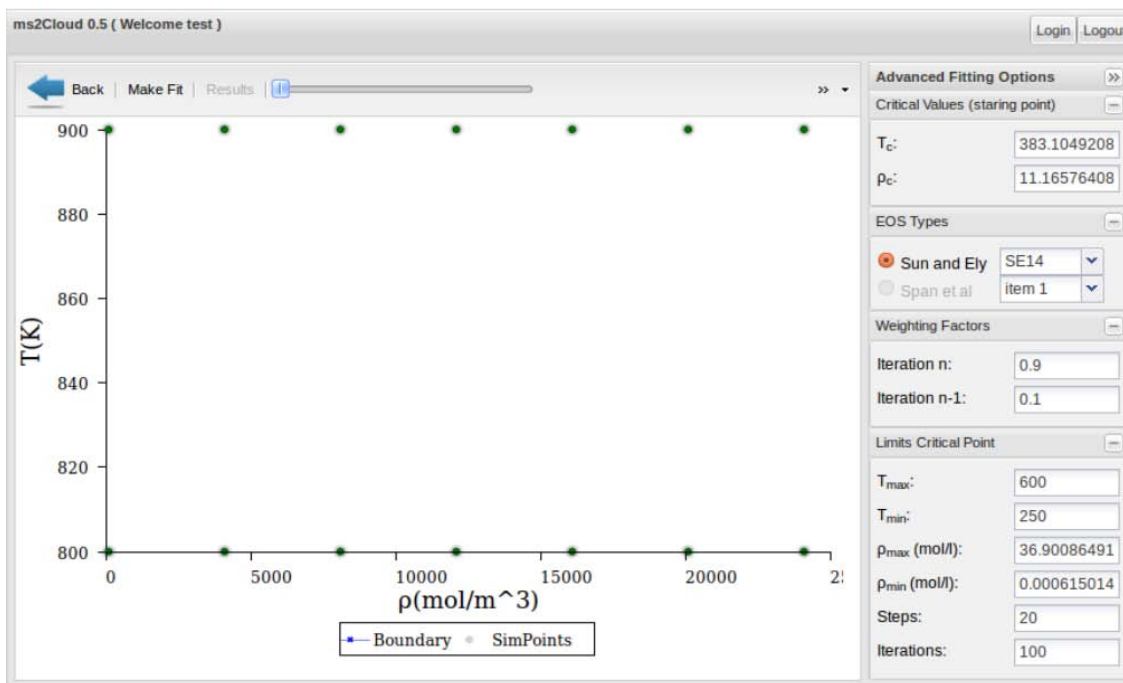 ms2Cloud 0.5 ( Welcome test )
Login Logou
Back Make Fit Results »
900
880
860
840
820
800
T(K)
0 5000 10000 15000 20000 25
ρ(mol/m^3)
Boundary SimPoints
Advanced Fitting Options »
Critical Values (staring point)
Tc: 383.1049208
ρc: 11.16576408
EOS Types
Sun and Ely SE14
Span et al item 1
Weighting Factors
Iteration n: 0.9
Iteration n-1: 0.1
Limits Critical Point
Tmax: 600
Tmin: 250
ρmax (mol/l): 36.90086491
ρmin (mol/l): 0.000615014
Steps: 20
Iterations: 100